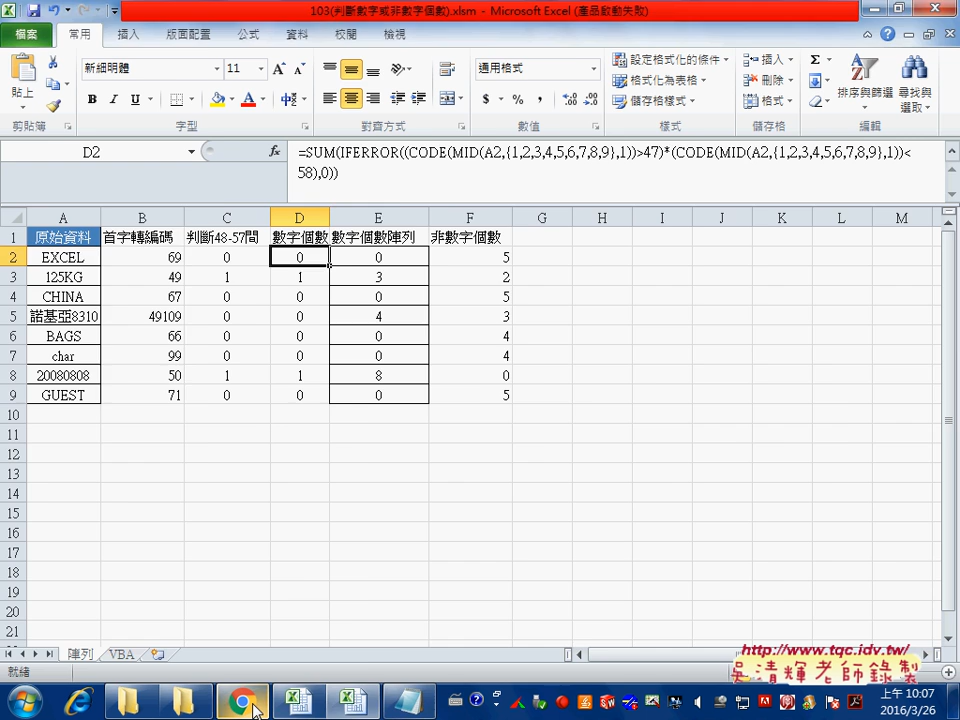 103(判斷數字或非數字個數).xlsm - Microsoft Excel (產品啟動失敗)
檔案 常用 插入 版面配置 公式 資料 校閱 檢視
貼上 新細明體 11 通用格式 設定格式化的條件 插入 Σ
B I U 中 $ % , 格式化為表格 刪除 排序與篩選 尋找與選取
儲存格樣式 格式
剪貼簿 字型 對齊方式 數值 樣式 儲存格 編輯
D2 fx =SUM(IFERROR((CODE(MID(A2,{1,2,3,4,5,6,7,8,9},1))>47)*(CODE(MID(A2,{1,2,3,4,5,6,7,8,9},1))<
58),0))
A B C D E F G H I J K L M
1 原始資料 首字轉編碼 判斷48-57間 數字個數 數字個數陣列 非數字個數
2 EXCEL 69 0 0 0 5
3 125KG 49 1 1 3 2
4 CHINA 67 0 0 0 5
5 諾基亞8310 49109 0 0 4 3
6 BAGS 66 0 0 0 4
7 char 99 0 0 0 4
8 20080808 50 1 1 8 0
9 GUEST 71 0 0 0 5
10
11
12
13
14
15
16
17
18
19
20
21
陣列 VBA
http://www.tqc.idv.tw/
就緒
吳清輝老師錄製
上午 10:07
2016/3/26